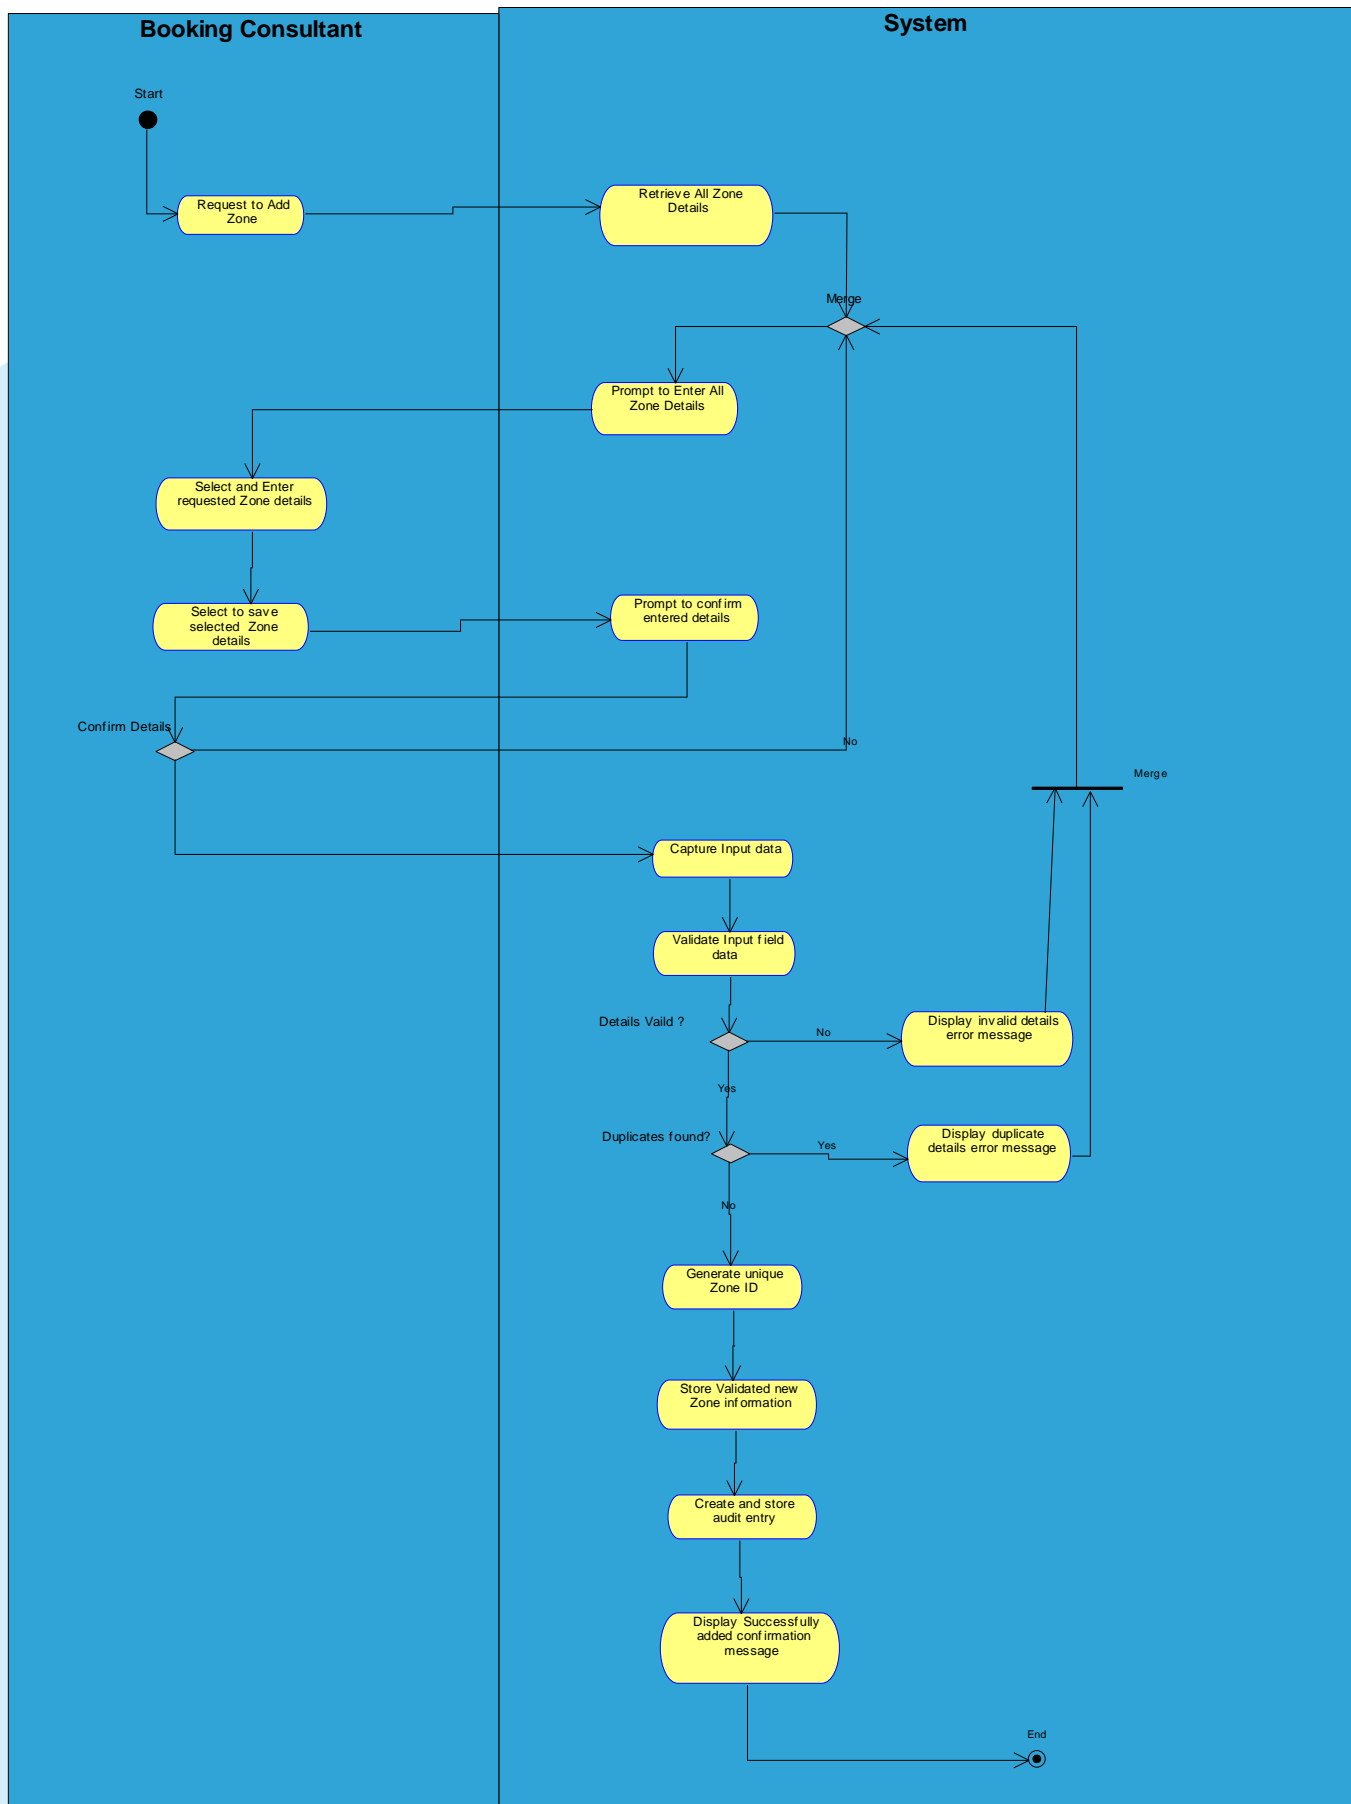 Booking Consultant
System
Start
Request to Add
Zone
Retrieve All Zone
Details
Merge
Prompt to Enter All
Zone Details
Select and Enter
requested Zone details
Select to save
selected Zone
details
Prompt to confirm
entered details
Confirm Details
No
Merge
Capture Input data
Validate Input field
data
Details Vaild ?
No
Display invalid details
error message
Yes
Duplicates found?
Yes
Display duplicate
details error message
No
Generate unique
Zone ID
Store Validated new
Zone information
Create and store
audit entry
Display Successfully
added confirmation
message
End